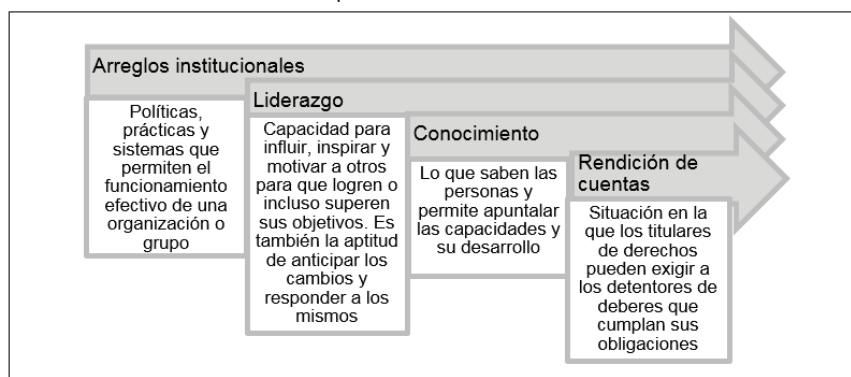 Arreglos institucionales
Políticas,
prácticas y
sistemas que
permiten el
funcionamiento
efectivo de una
organización o
grupo
Liderazgo
Capacidad para
influir, inspirar y
motivar a otros
para que logren o
incluso superen
sus objetivos. Es
también la aptitud
de anticipar los
cambios y
responder a los
mismos
Conocimiento
Lo que saben las
personas y
permite apuntalar
las capacidades y
su desarrollo
Rendición de
cuentas
Situación en la
que los titulares
de derechos
pueden exigir a
los detentores de
deberes que
cumplan sus
obligaciones